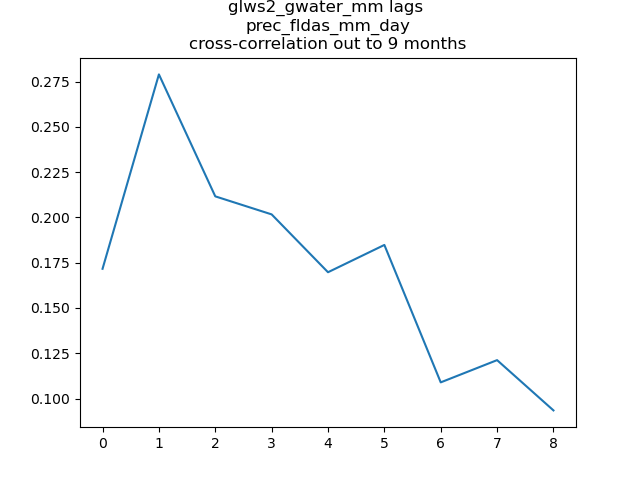 glws2_gwater_mm lags
prec_fldas_mm_day
cross-correlation out to 9 months
0.275
0.250
0.225
0.200
0.175
0.150
0.125
0.100
0 1 2 3 4 5 6 7 8